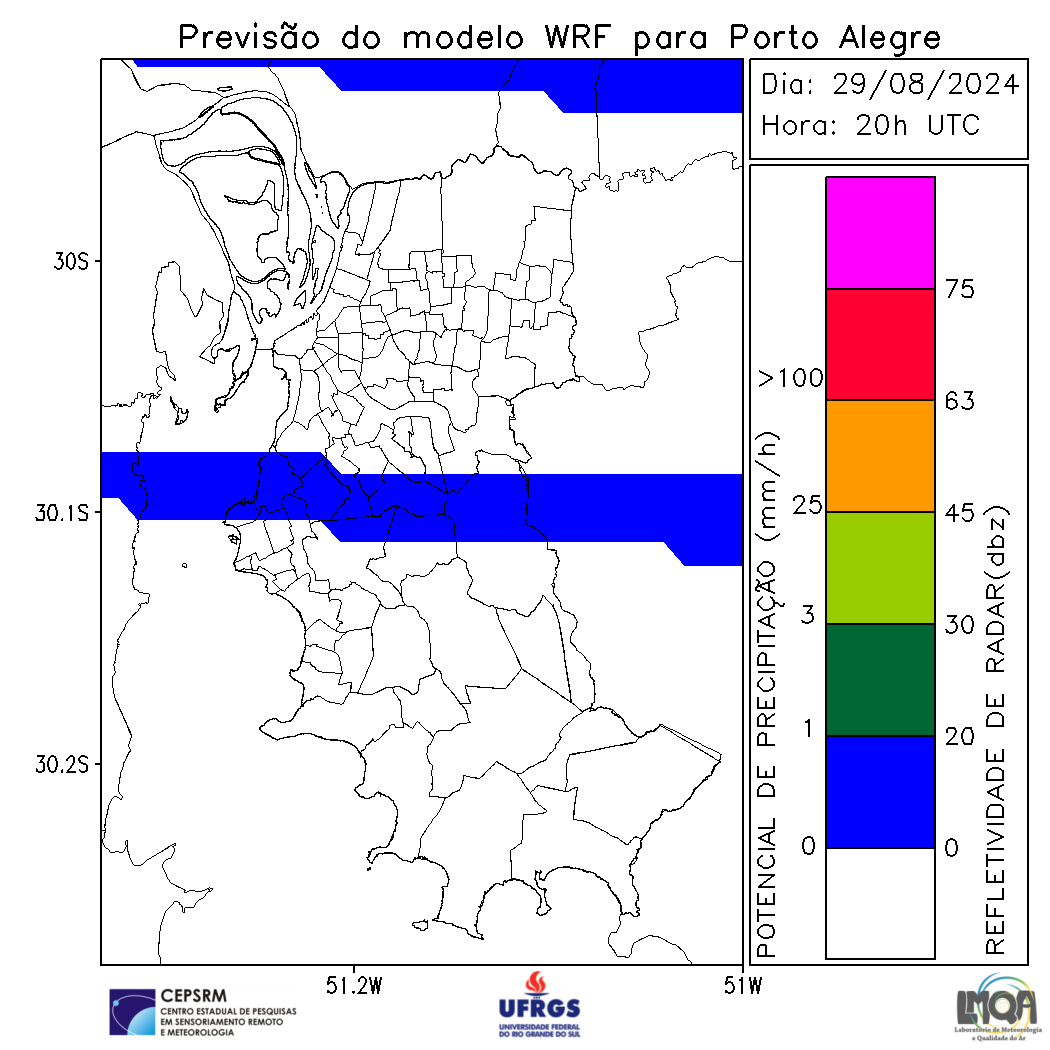 Previsão do modelo WRF para Porto Alegre
Dia: 29/08/2024
Hora: 20h UTC
30S
30.1S
30.2S
51.2W
51W
POTENCIAL DE PRECIPITAÇÃO (mm/h)
>100
25
3
1
0
75
63
45
30
20
0
REFLETIVIDADE DE RADAR(dbz)
CEPSRM
CENTRO ESTADUAL DE PESQUISAS
EM SENSORIAMENTO REMOTO
E METEOROLOGIA
UFRGS
UNIVERSIDADE FEDERAL
DO RIO GRANDE DO SUL
LMQA
Laboratório de Meteorologia
e Qualidade do Ar